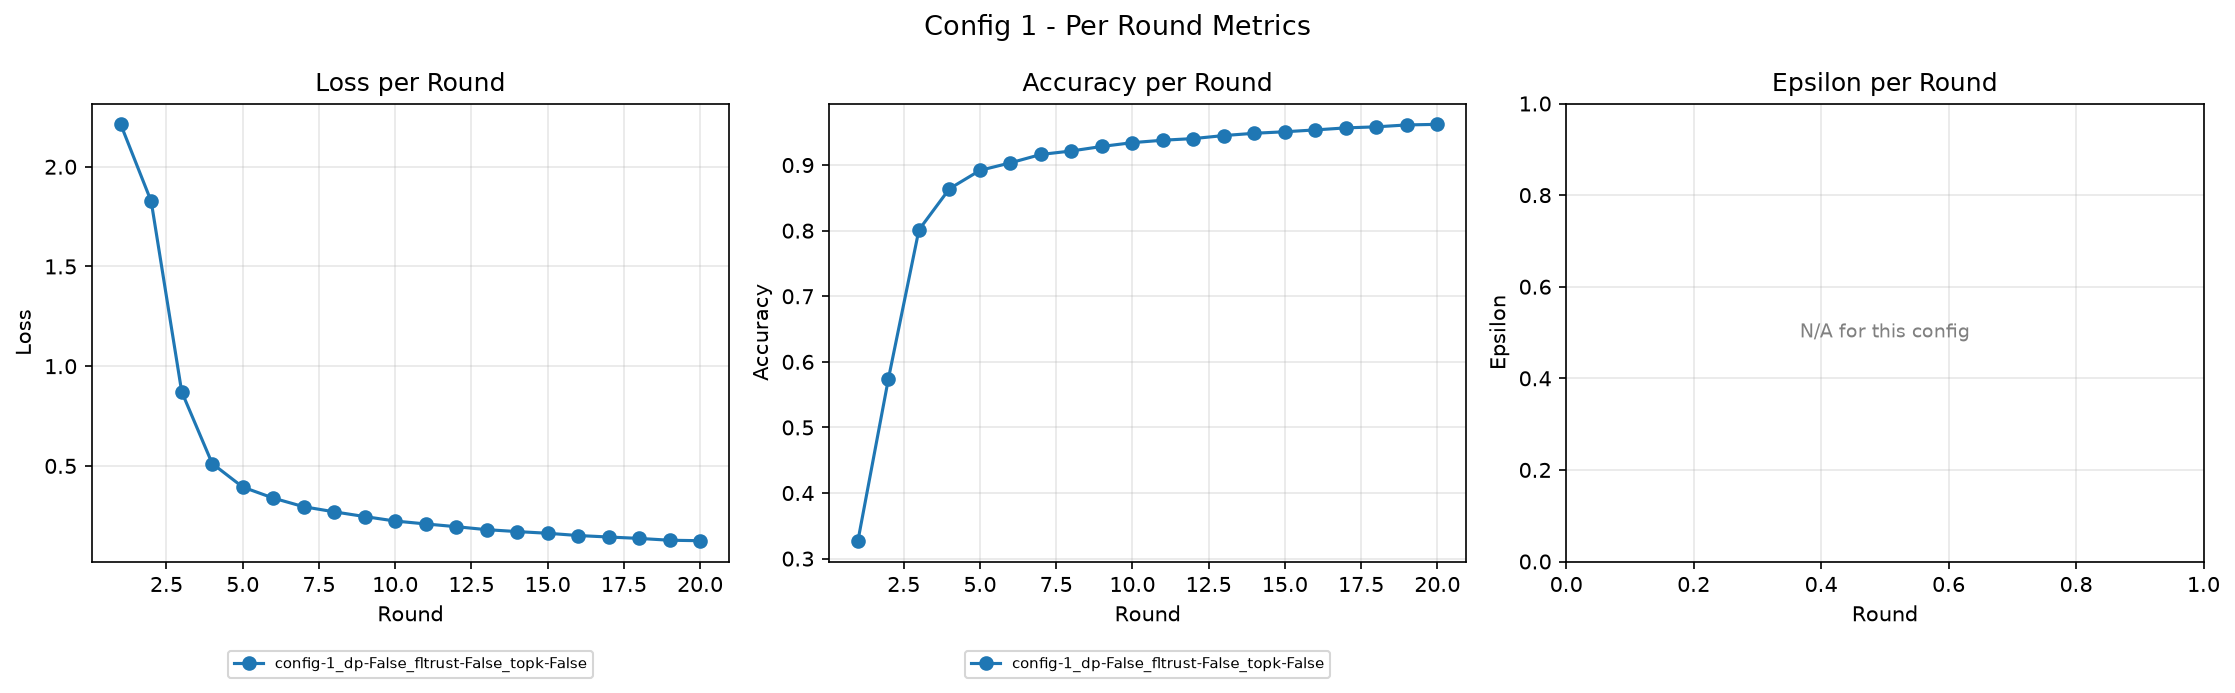 Config 1 - Per Round Metrics
Loss per Round
Loss
2.0
1.5
1.0
0.5
2.5 5.0 7.5 10.0 12.5 15.0 17.5 20.0
Round
config-1_dp-False_fltrust-False_topk-False
Accuracy per Round
Accuracy
0.9
0.8
0.7
0.6
0.5
0.4
0.3
2.5 5.0 7.5 10.0 12.5 15.0 17.5 20.0
Round
config-1_dp-False_fltrust-False_topk-False
Epsilon per Round
Epsilon
1.0
0.8
0.6
0.4
0.2
0.0
N/A for this config
0.0 0.2 0.4 0.6 0.8 1.0
Round